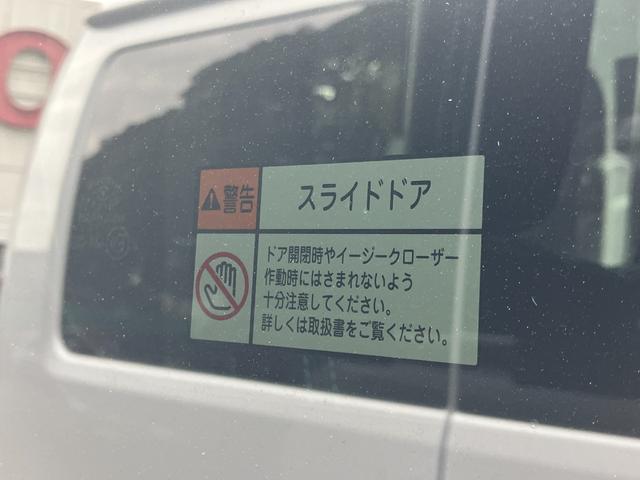 警告
スライドドア
ドア開閉時やイージークローザー
作動時にはさまれないよう
十分注意してください。
詳しくは取扱書をご覧ください。